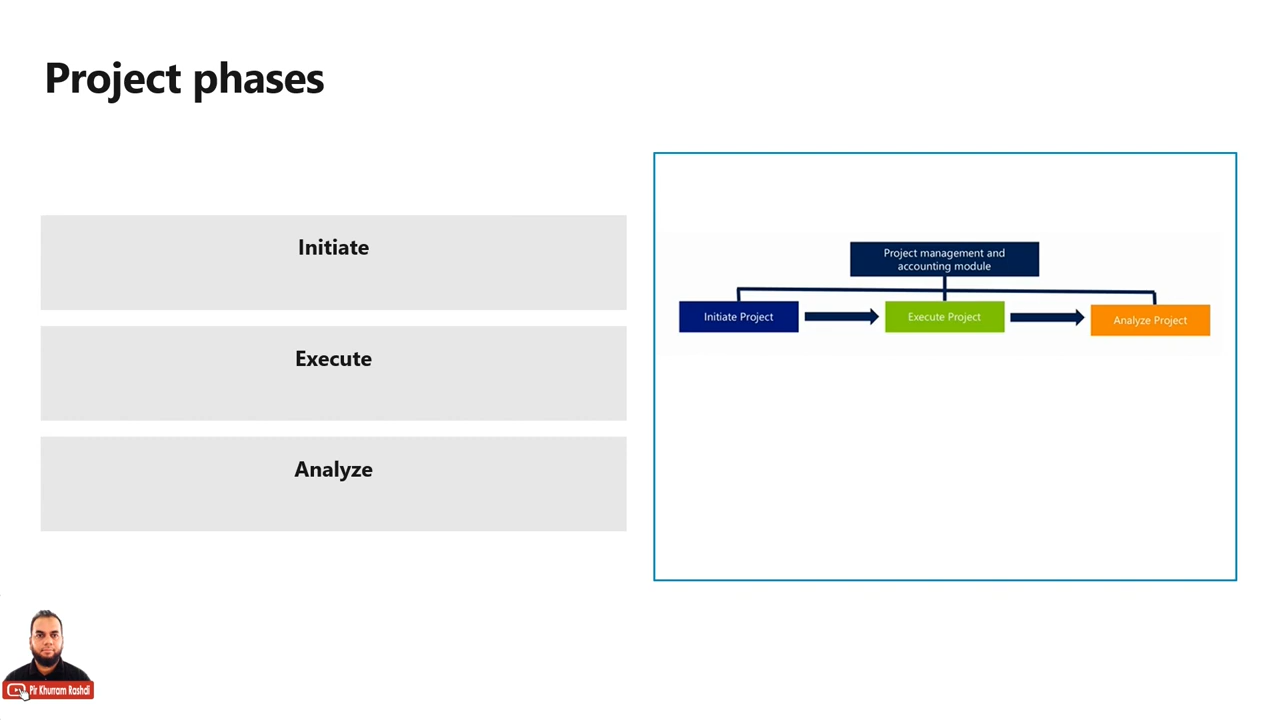 Project phases
Initiate
Execute
Analyze
Project management and
accounting module
Initiate Project
Execute Project
Analyze Project
Pir Khurram Rashdi